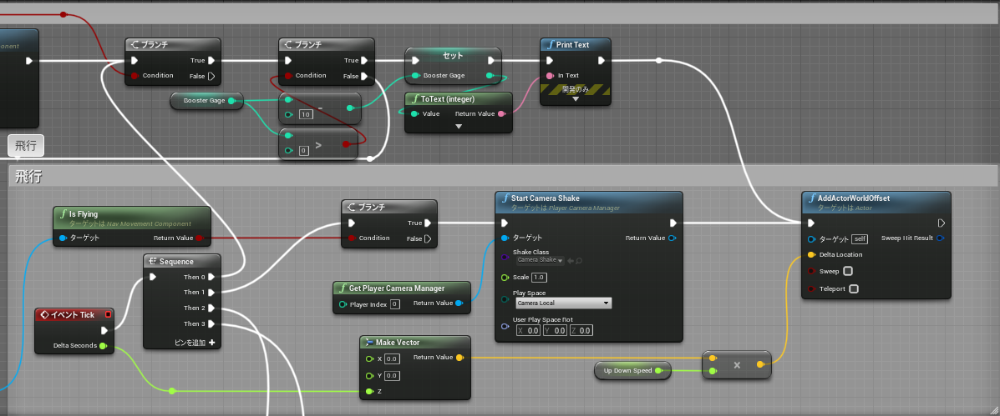 onent
ブランチ
True
Condition
False
ブランチ
True
Condition
False
セット
Booster Gage
Print Text
In Text
開発のみ
Booster Gage
10
-
ToText (integer)
Value
Return Value
0
>
飛行
飛行
Is Flying
ターゲットは Nav Movement Component
ターゲット
Return Value
ブランチ
True
Condition
False
Start Camera Shake
ターゲットは Player Camera Manager
ターゲット
Return Value
Shake Class
Camera Shake
Scale
1.0
Play Space
Camera Local
User Play Space Rot
X 0.0 Y 0.0 Z 0.0
AddActorWorldOffset
ターゲットは Actor
ターゲット self
Sweep Hit Result
Delta Location
Sweep
Teleport
Sequence
Then 0
Then 1
Then 2
Then 3
ピンを追加 +
Get Player Camera Manager
Player Index 0
Return Value
イベント Tick
Delta Seconds
Make Vector
X 0.0
Return Value
Y 0.0
Z
Up Down Speed
x